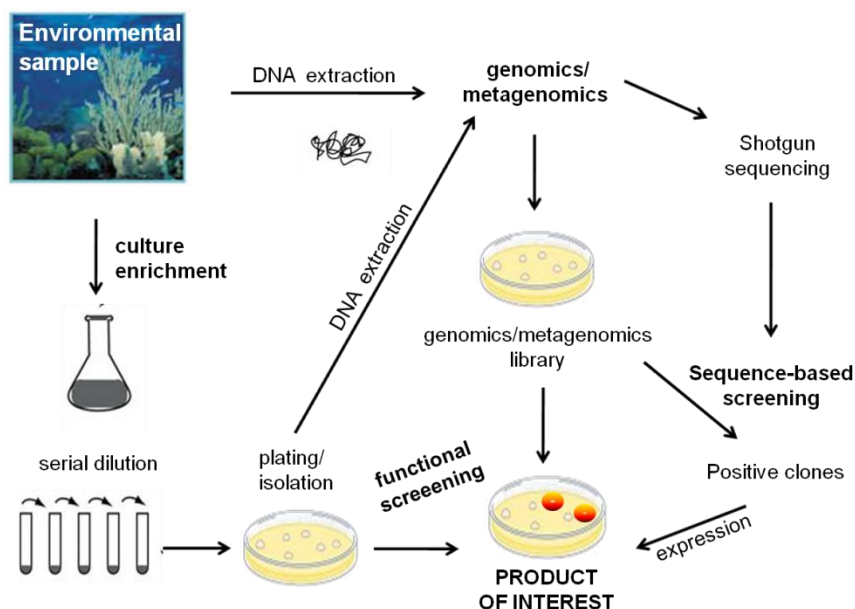 Environmental
sample
DNA extraction
genomics/
metagenomics
Shotgun
sequencing
culture
enrichment
DNA extraction
genomics/metagenomics
library
Sequence-based
screening
serial dilution
plating/
isolation
functional
screeening
Positive clones
expression
PRODUCT
OF INTEREST